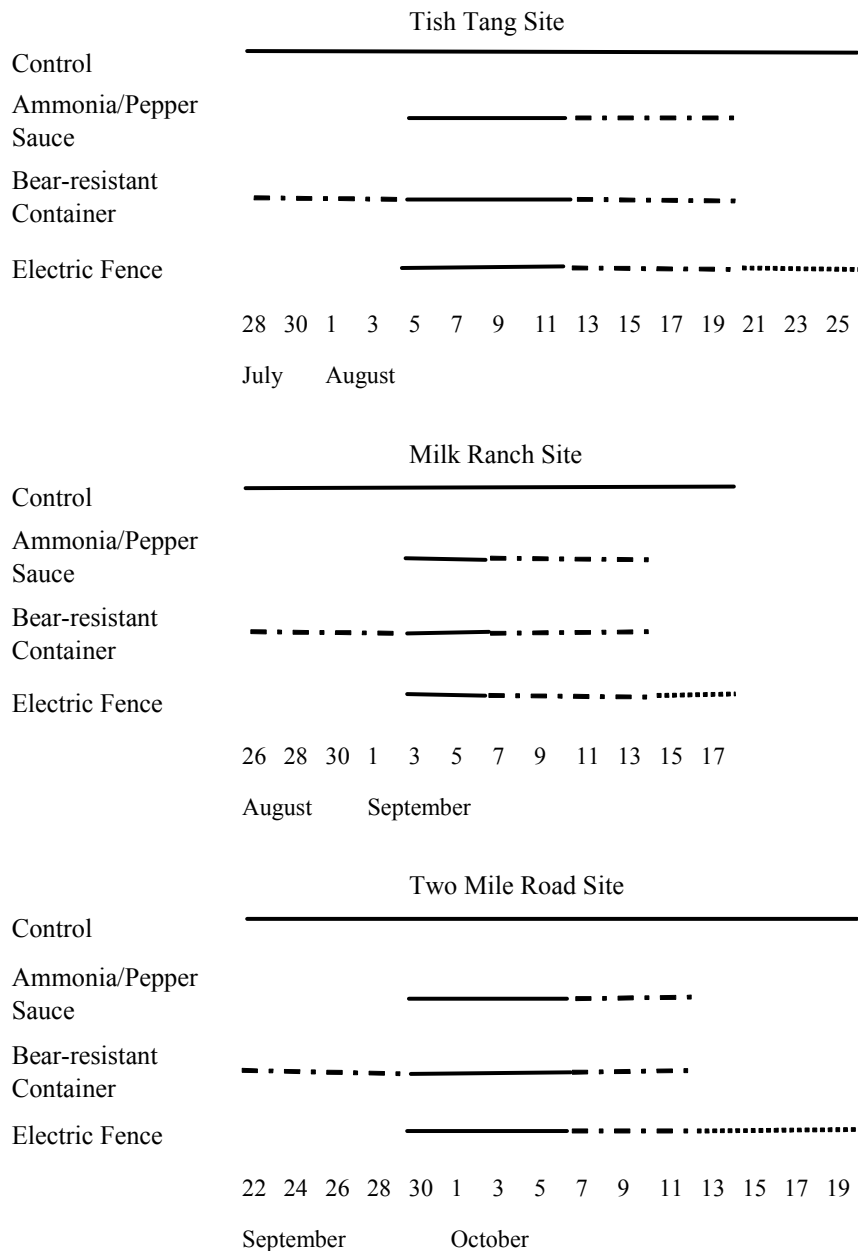 Tish Tang Site
Control
Ammonia/Pepper
Sauce
Bear-resistant
Container
Electric Fence
28 30 1 3 5 7 9 11 13 15 17 19 21 23 25
July August
Milk Ranch Site
Control
Ammonia/Pepper
Sauce
Bear-resistant
Container
Electric Fence
26 28 30 1 3 5 7 9 11 13 15 17
August September
Two Mile Road Site
Control
Ammonia/Pepper
Sauce
Bear-resistant
Container
Electric Fence
22 24 26 28 30 1 3 5 7 9 11 13 15 17 19
September October